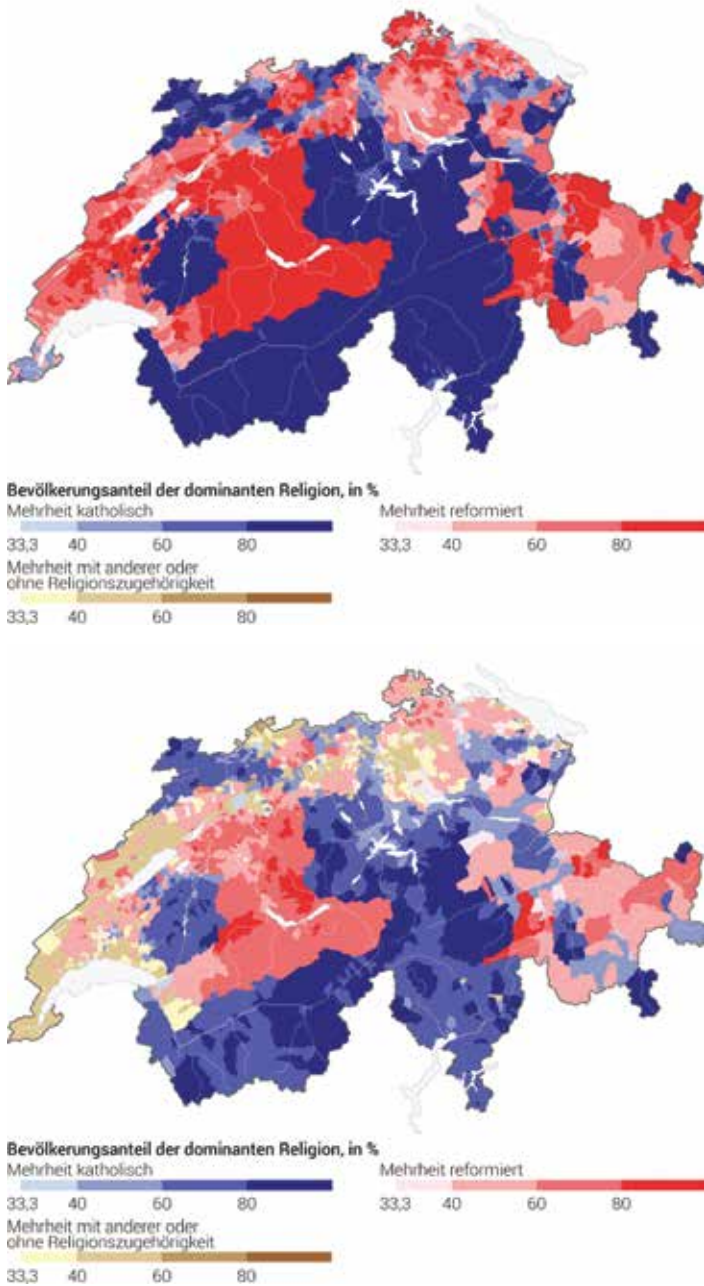 Bevölkerungsanteil der dominanten Religion, in %
Mehrheit katholisch
33,3 40 60 80
Mehrheit reformiert
33,3 40 60 80
Mehrheit mit anderer oder
ohne Religionszugehörigkeit
33,3 40 60 80
Bevölkerungsanteil der dominanten Religion, in %
Mehrheit katholisch
33,3 40 60 80
Mehrheit reformiert
33,3 40 60 80
Mehrheit mit anderer oder
ohne Religionszugehörigkeit
33,3 40 60 80